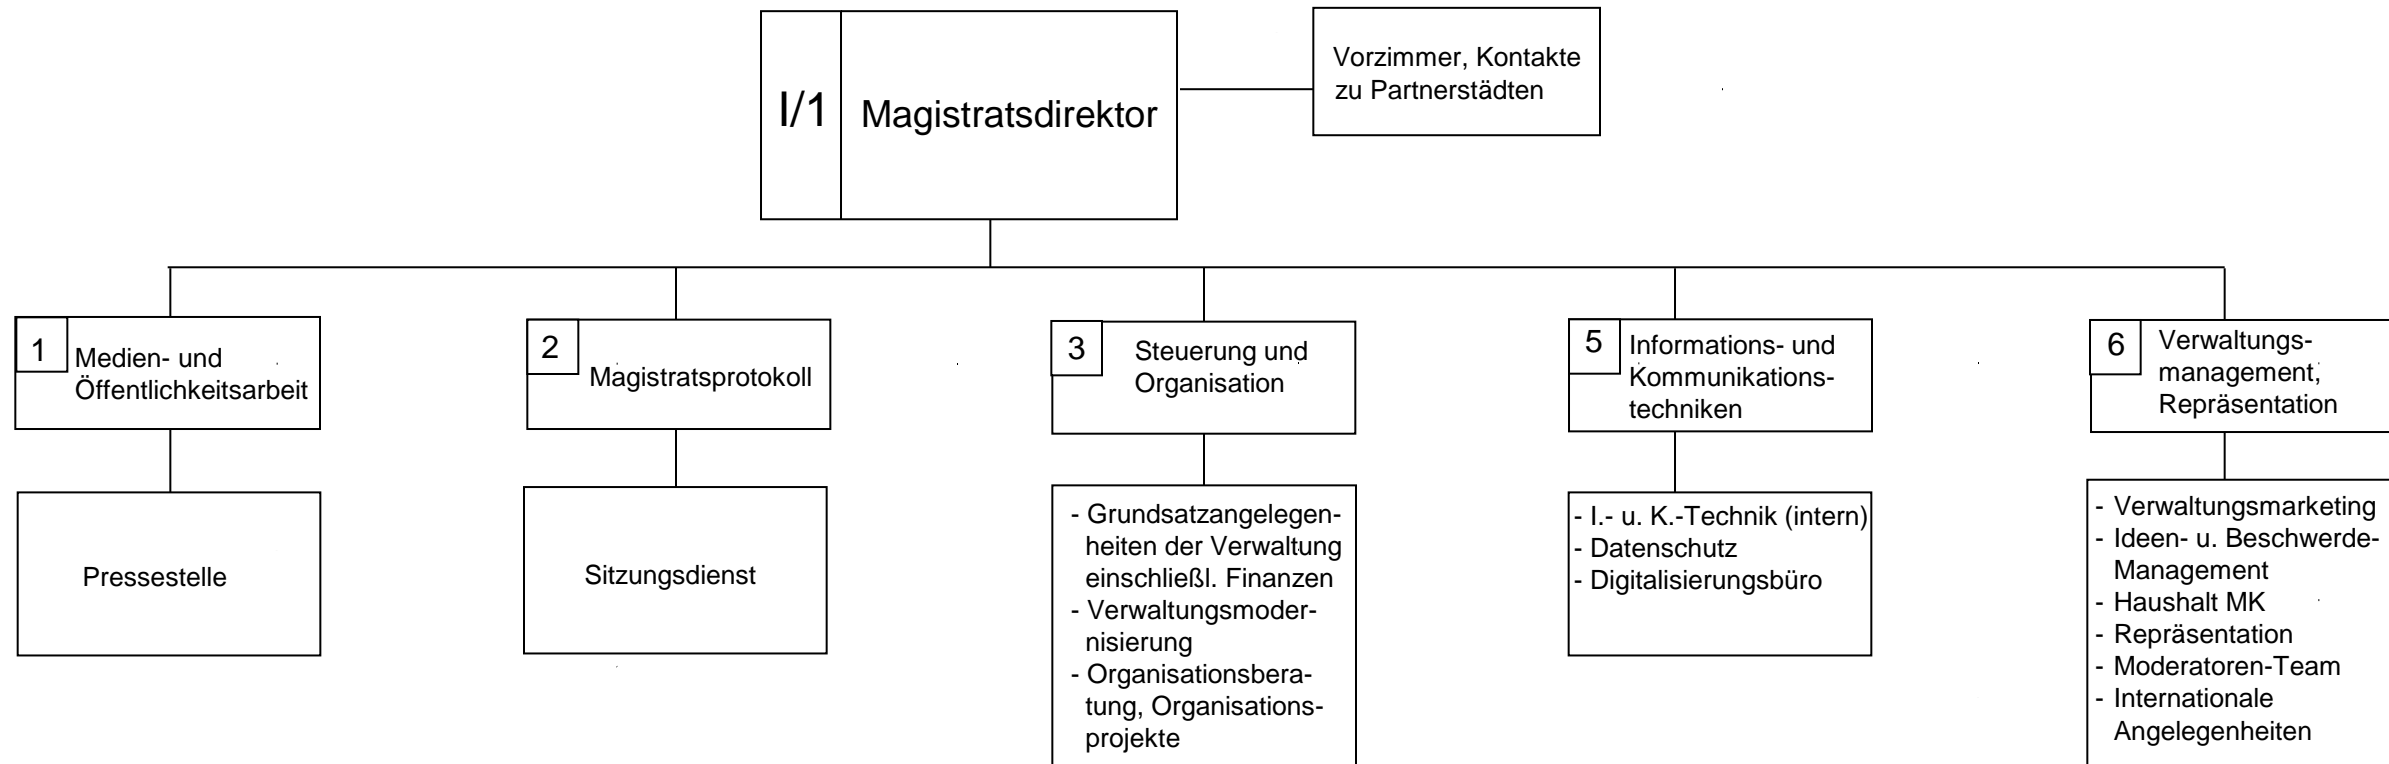 I/1
Magistratsdirektor
Vorzimmer, Kontakte
zu Partnerstädten
1
Medien- und
Öffentlichkeitsarbeit
2
Magistratsprotokoll
3
Steuerung und
Organisation
5
Informations- und
Kommunikations-
techniken
6
Verwaltungs-
management,
Repräsentation
Pressestelle
Sitzungsdienst
- Grundsatzangelegen-
heiten der Verwaltung
einschließl. Finanzen
- Verwaltungsmoder-
nisierung
- Organisationsbera-
tung, Organisations-
projekte
- I.- u. K.-Technik (intern)
- Datenschutz
- Digitalisierungsbüro
- Verwaltungsmarketing
- Ideen- u. Beschwerde-
Management
- Haushalt MK
- Repräsentation
- Moderatoren-Team
- Internationale
Angelegenheiten